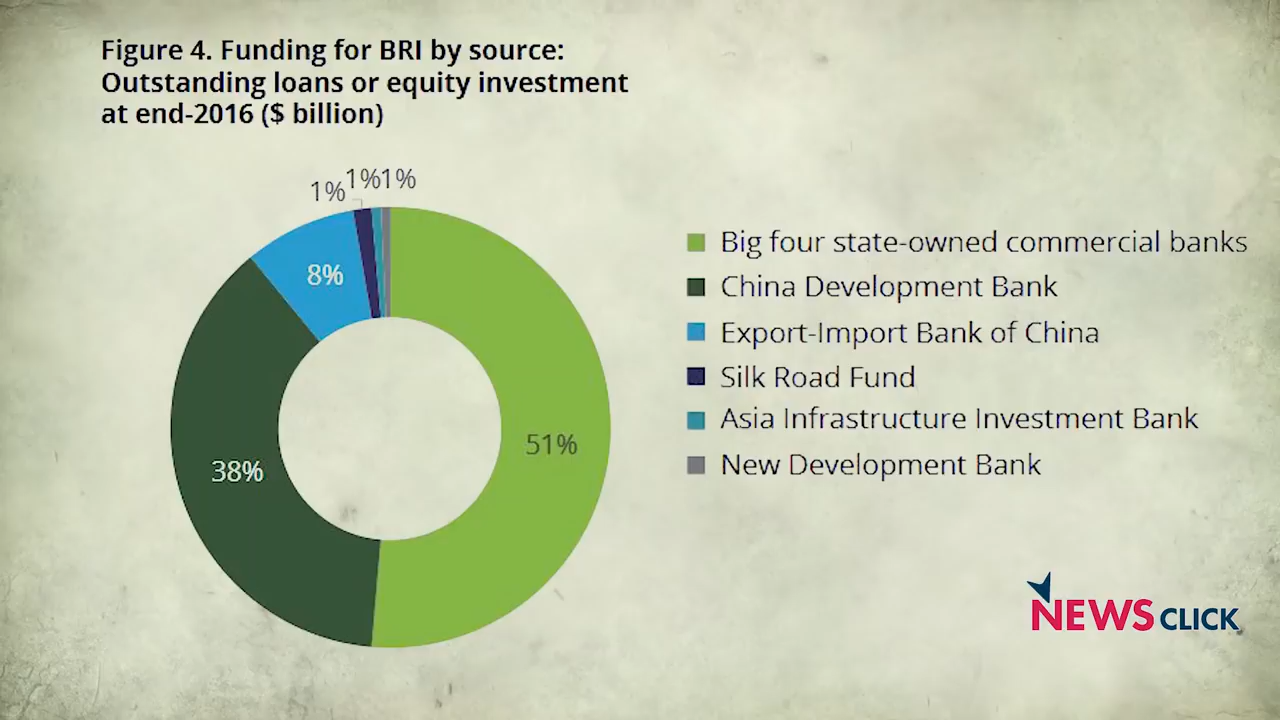 Figure 4. Funding for BRI by source:
Outstanding loans or equity investment
at end-2016 ($ billion)
1%
1%
1%
8%
38%
51%
Big four state-owned commercial banks
China Development Bank
Export-Import Bank of China
Silk Road Fund
Asia Infrastructure Investment Bank
New Development Bank
NEWSCLICK